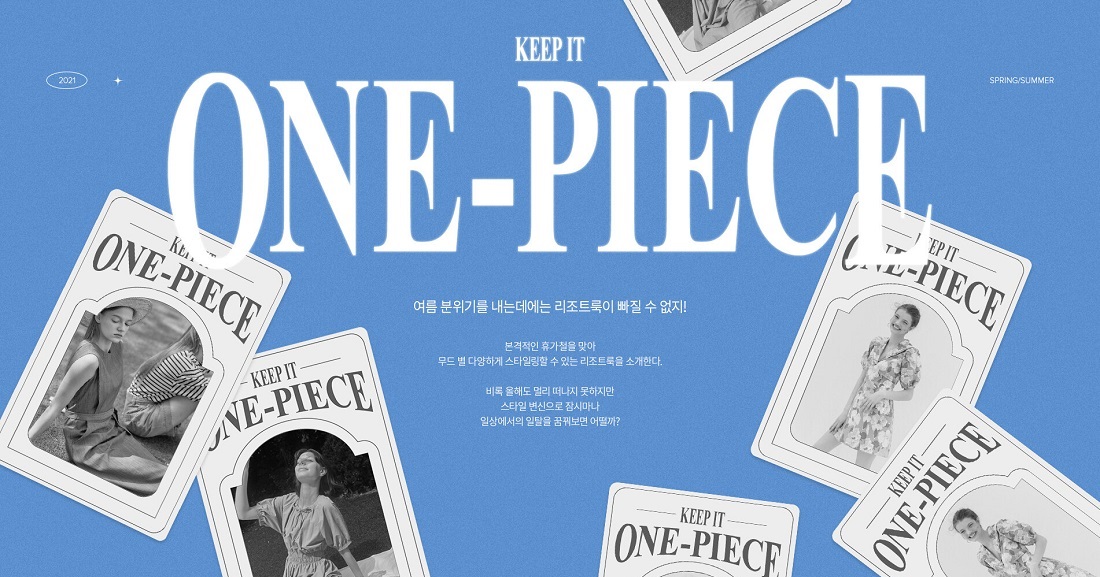 KEEP IT
2021
SPRING/SUMMER
ONE-PIECE
여름 분위기를 내는데에는 리조트룩이 빠질 수 없지!
본격적인 휴가철을 맞아
무드 별 다양하게 스타일링할 수 있는 리조트룩을 소개한다.
비록 올해도 멀리 떠나지 못하지만
스타일 변신으로 잠시마나
일상에서의 일탈을 꿈꿔보면 어떨까?
KEEP IT
ONE-PIECE
KEEP IT
ONE-PIECE
KEEP IT
ONE-PIECE
KEEP IT
ONE-PIECE
KEEP IT
ONE-PIECE